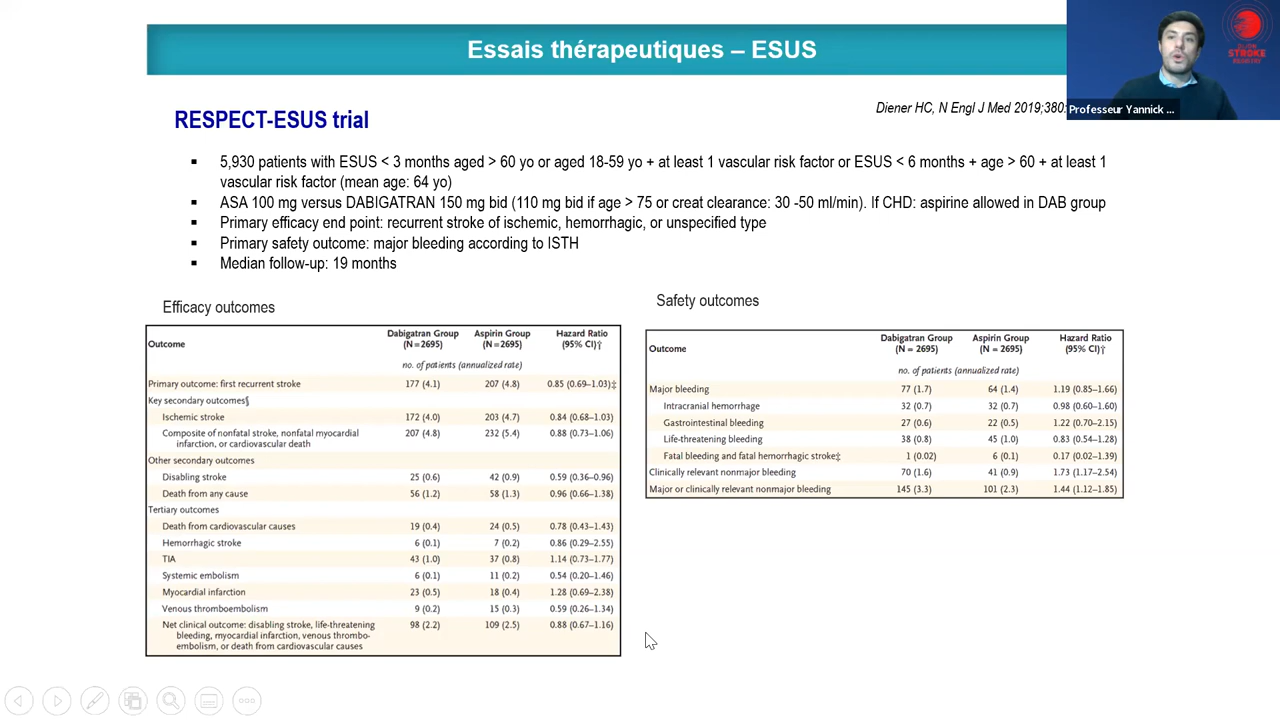 Essais thérapeutiques – ESUS
DIJON
STROKE
REGISTRY
Professeur Yannick ...
Diener HC, N Engl J Med 2019;380:
RESPECT-ESUS trial
▪ 5,930 patients with ESUS < 3 months aged > 60 yo or aged 18-59 yo + at least 1 vascular risk factor or ESUS < 6 months + age > 60 + at least 1
vascular risk factor (mean age: 64 yo)
▪ ASA 100 mg versus DABIGATRAN 150 mg bid (110 mg bid if age > 75 or creat clearance: 30 -50 ml/min). If CHD: aspirine allowed in DAB group
▪ Primary efficacy end point: recurrent stroke of ischemic, hemorrhagic, or unspecified type
▪ Primary safety outcome: major bleeding according to ISTH
▪ Median follow-up: 19 months
Efficacy outcomes
Outcome Dabigatran Group (N=2695) Aspirin Group (N=2695) Hazard Ratio (95% CI)†
no. of patients (annualized rate)
Primary outcome: first recurrent stroke 177 (4.1) 207 (4.8) 0.85 (0.69–1.03)‡
Key secondary outcomes¶
Ischemic stroke 172 (4.0) 203 (4.7) 0.84 (0.68–1.03)
Composite of nonfatal stroke, nonfatal myocardial 207 (4.8) 232 (5.4) 0.88 (0.73–1.06)
infarction, or cardiovascular death
Other secondary outcomes
Disabling stroke 25 (0.6) 42 (0.9) 0.59 (0.36–0.96)
Death from any cause 56 (1.2) 58 (1.3) 0.96 (0.66–1.38)
Tertiary outcomes
Death from cardiovascular causes 19 (0.4) 24 (0.5) 0.78 (0.43–1.43)
Hemorrhagic stroke 6 (0.1) 7 (0.2) 0.86 (0.29–2.55)
TIA 43 (1.0) 37 (0.8) 1.14 (0.73–1.77)
Systemic embolism 6 (0.1) 11 (0.2) 0.54 (0.20–1.46)
Myocardial infarction 23 (0.5) 18 (0.4) 1.28 (0.69–2.38)
Venous thromboembolism 9 (0.2) 15 (0.3) 0.59 (0.26–1.34)
Net clinical outcome: disabling stroke, life-threatening 98 (2.2) 109 (2.5) 0.88 (0.67–1.16)
bleeding, myocardial infarction, venous thrombo-
embolism, or death from cardiovascular causes
Safety outcomes
Outcome Dabigatran Group (N = 2695) Aspirin Group (N = 2695) Hazard Ratio (95% CI)†
no. of patients (annualized rate)
Major bleeding 77 (1.7) 64 (1.4) 1.19 (0.85–1.66)
Intracranial hemorrhage 32 (0.7) 32 (0.7) 0.98 (0.60–1.60)
Gastrointestinal bleeding 27 (0.6) 22 (0.5) 1.22 (0.70–2.15)
Life-threatening bleeding 38 (0.8) 45 (1.0) 0.83 (0.54–1.28)
Fatal bleeding and fatal hemorrhagic stroke‡ 1 (0.02) 6 (0.1) 0.17 (0.02–1.39)
Clinically relevant nonmajor bleeding 70 (1.6) 41 (0.9) 1.73 (1.17–2.54)
Major or clinically relevant nonmajor bleeding 145 (3.3) 101 (2.3) 1.44 (1.12–1.85)